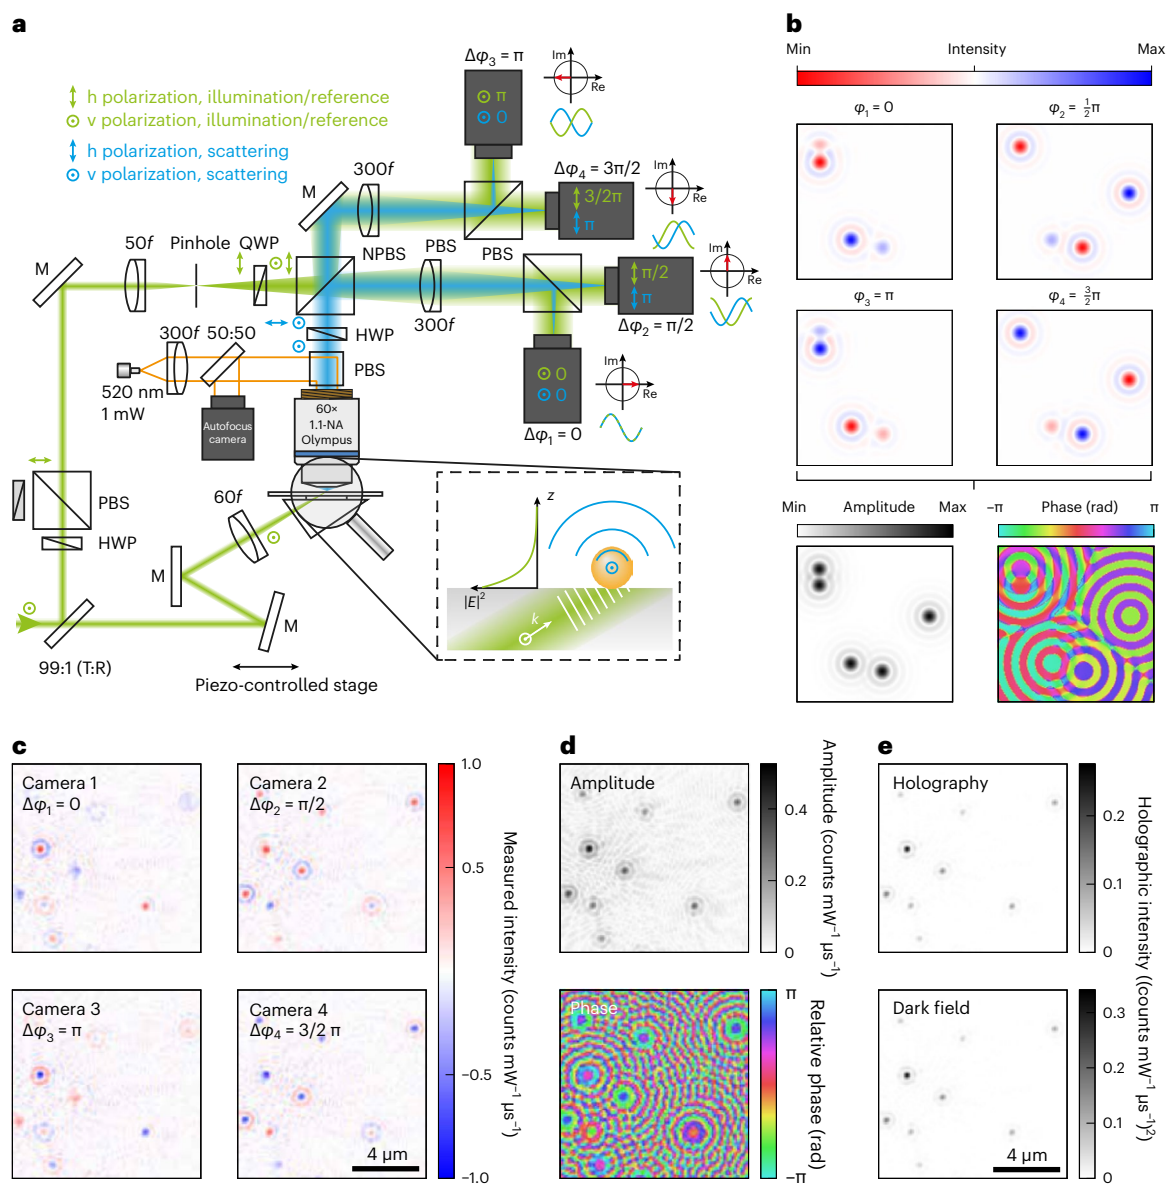 a
h polarization, illumination/reference
v polarization, illumination/reference
h polarization, scattering
v polarization, scattering
Δφ3 = π
π
0
Im
Re
Δφ4 = 3π/2
3/2π
π
Im
Re
M
300f
NPBS
PBS
PBS
50f
Pinhole
QWP
M
π/2
π
Im
Re
Δφ2 = π/2
300f
HWP
PBS
300f
50:50
520 nm
1 mW
Autofocus
camera
60×
1.1-NA
Olympus
0
0
Im
Re
Δφ1 = 0
PBS
HWP
60f
M
M
99:1 (T:R)
Piezo-controlled stage
z
|E|²
k
b
Min
Intensity
Max
φ1 = 0
φ2 = ½π
φ3 = π
φ4 = 3/2π
Min
Amplitude
Max
−π
Phase (rad)
π
c
Camera 1
Δφ1 = 0
Camera 2
Δφ2 = π/2
Camera 3
Δφ3 = π
Camera 4
Δφ4 = 3/2 π
4 μm
1.0
0.5
0
−0.5
−1.0
Measured intensity (counts mW⁻¹ μs⁻¹)
d
Amplitude
0.4
0.2
0
Amplitude (counts mW⁻¹ μs⁻¹)
Phase
π
−π
Relative phase (rad)
e
Holography
0.2
0.1
0
Dark field
4 μm
0.3
0.2
0.1
0
Holographic intensity (counts mW⁻¹ μs⁻¹)²)